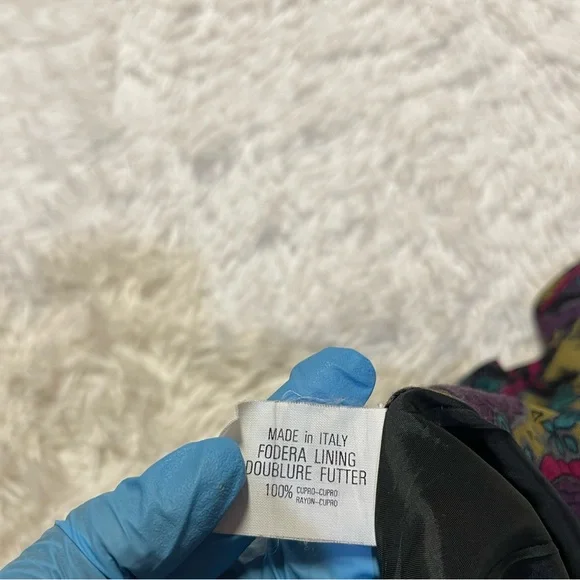 MADE in ITALY
FODERA LINING
DOUBLURE FUTTER
100% CUPRO-CUPRO
RAYON-CUPRO